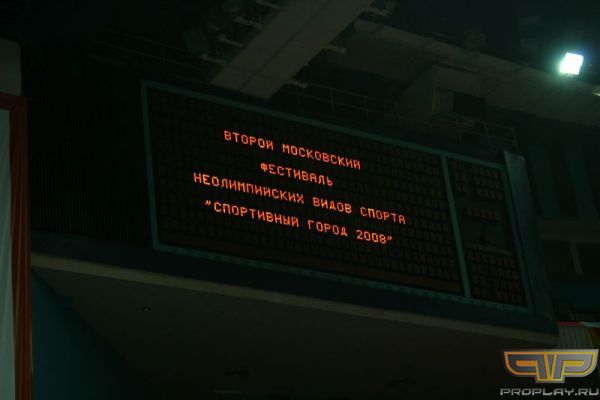 ВТОРОЙ МОСКОВСКИЙ
ФЕСТИВАЛЬ
НЕОЛИМПИЙСКИХ ВИДОВ СПОРТА
"СПОРТИВНЫЙ ГОРОД 2008"
PROPLAY.RU